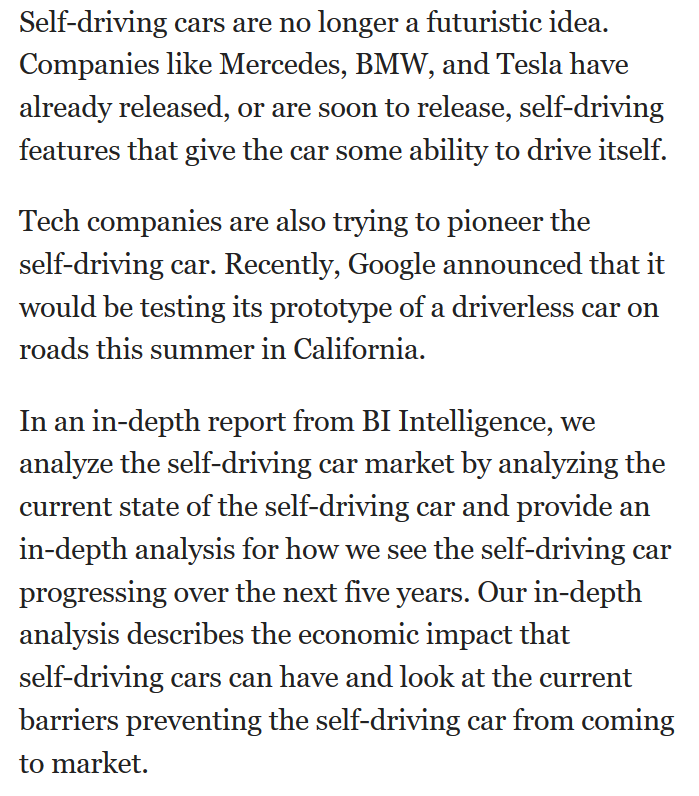 Self-driving cars are no longer a futuristic idea.
Companies like Mercedes, BMW, and Tesla have
already released, or are soon to release, self-driving
features that give the car some ability to drive itself.
Tech companies are also trying to pioneer the
self-driving car. Recently, Google announced that it
would be testing its prototype of a driverless car on
roads this summer in California.
In an in-depth report from BI Intelligence, we
analyze the self-driving car market by analyzing the
current state of the self-driving car and provide an
in-depth analysis for how we see the self-driving car
progressing over the next five years. Our in-depth
analysis describes the economic impact that
self-driving cars can have and look at the current
barriers preventing the self-driving car from coming
to market.